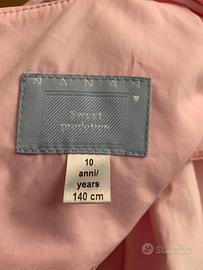 NANAN
Sweet
10
anni/
years
140 cm
Subito